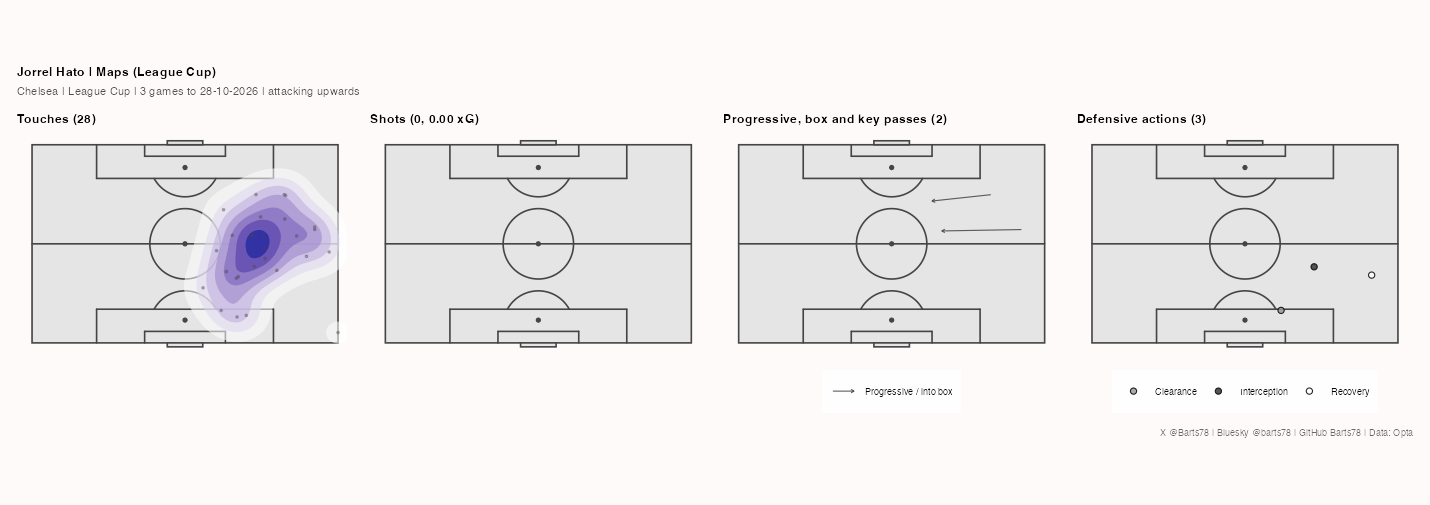 Jorrel Hato | Maps (League Cup)
Chelsea | League Cup | 3 games to 28-10-2026 | attacking upwards
Touches (28)
Shots (0, 0.00 xG)
Progressive, box and key passes (2)
Defensive actions (3)
Progressive / into box
Clearance
Interception
Recovery
X @Barts78 | Bluesky @barts78 | GitHub Barts78 | Data: Opta